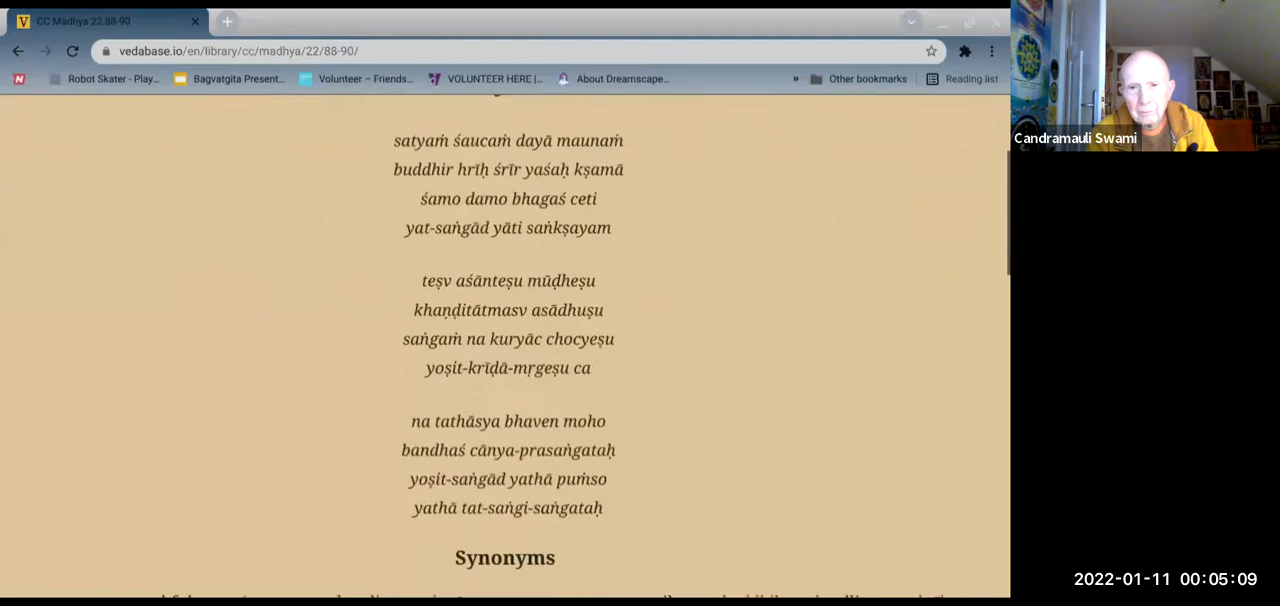 CC Madhya 22.88-90
vedabase.io/en/library/cc/madhya/22/88-90/
Robot Skater - Play... Bagvatgita Present... Volunteer – Friends... VOLUNTEER HERE |... About Dreamscape... » Other bookmarks Reading list
satyaṁ śaucaṁ dayā maunaṁ
buddhir hrīḥ śrīr yaśaḥ kṣamā
śamo damo bhagaś ceti
yat-saṅgād yāti saṅkṣayam
teṣv aśānteṣu mūḍheṣu
khaṇḍitātmasv asādhuṣu
saṅgaṁ na kuryāc chocyeṣu
yoṣit-krīḍā-mṛgeṣu ca
na tathāsya bhaven moho
bandhaś cānya-prasaṅgataḥ
yoṣit-saṅgād yathā puṁso
yathā tat-saṅgi-saṅgataḥ
Synonyms
Candramauli Swami
2022-01-11 00:05:09